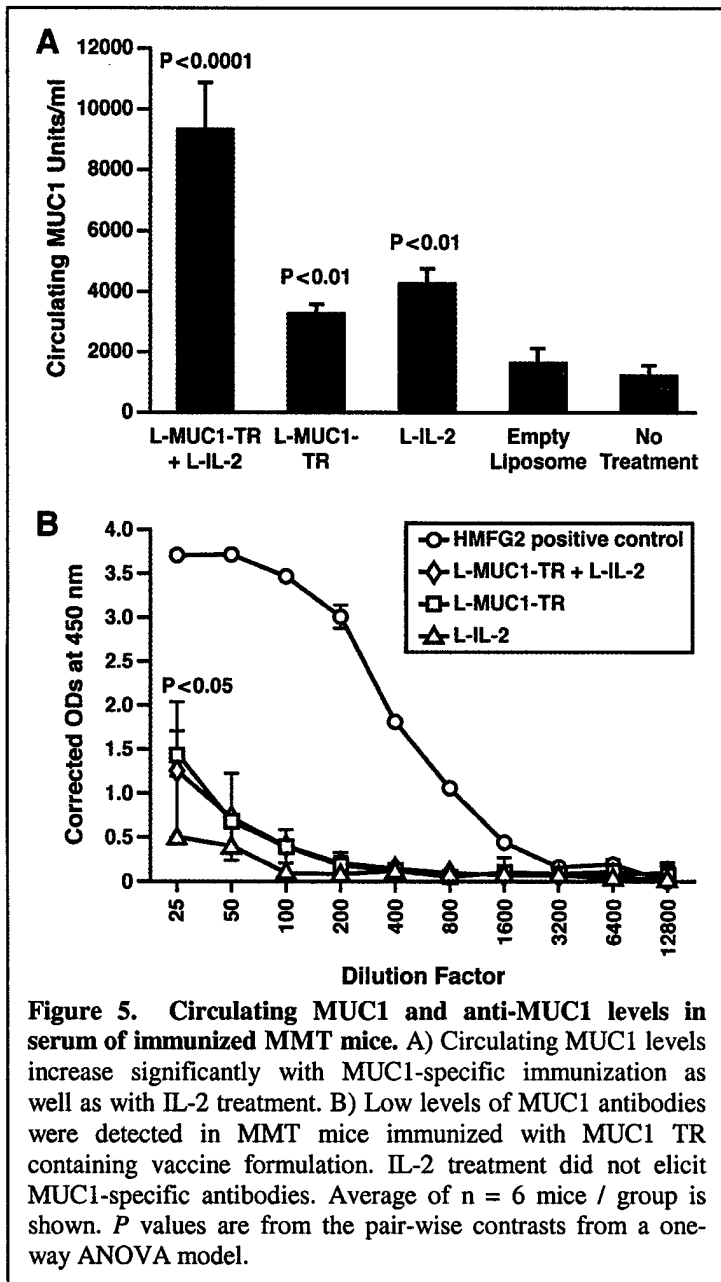 A
Circulating MUC1 Units/ml
12000
10000
8000
6000
4000
2000
0
P<0.0001
P<0.01
P<0.01
L-MUC1-TR
+ L-IL-2
L-MUC1-
TR
L-IL-2
Empty
Liposome
No
Treatment
B
Corrected ODs at 450 nm
4.0
3.5
3.0
2.5
2.0
1.5
1.0
0.5
0
P<0.05
HMFG2 positive control
L-MUC1-TR + L-IL-2
L-MUC1-TR
L-IL-2
25
50
100
200
400
800
1600
3200
6400
12800
Dilution Factor
Figure 5. Circulating MUC1 and anti-MUC1 levels in
serum of immunized MMT mice. A) Circulating MUC1 levels
increase significantly with MUC1-specific immunization as
well as with IL-2 treatment. B) Low levels of MUC1 antibodies
were detected in MMT mice immunized with MUC1 TR
containing vaccine formulation. IL-2 treatment did not elicit
MUC1-specific antibodies. Average of n = 6 mice / group is
shown. P values are from the pair-wise contrasts from a one-
way ANOVA model.